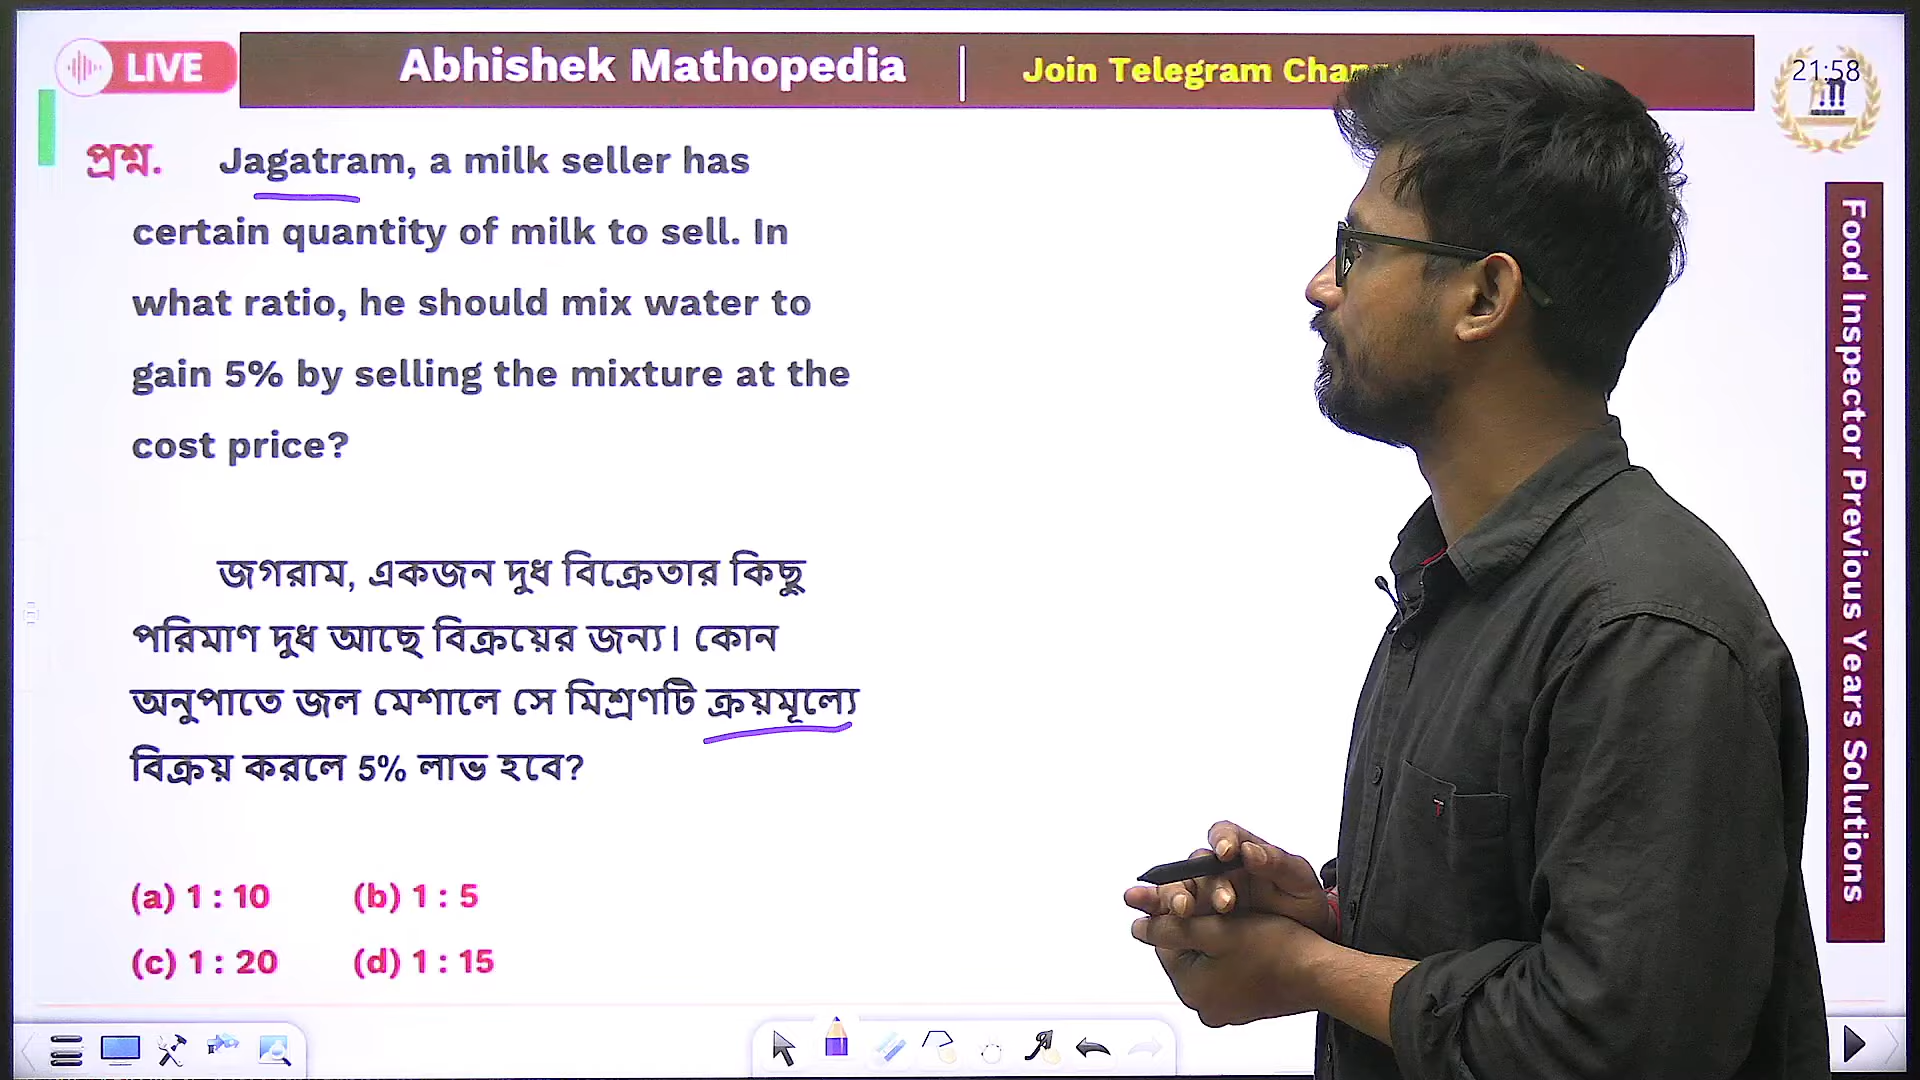 LIVE
Abhishek Mathopedia
Join Telegram
21:58
প্রশ্ন. Jagatram, a milk seller has
certain quantity of milk to sell. In
what ratio, he should mix water to
gain 5% by selling the mixture at the
cost price?
জগরাম, একজন দুধ বিক্রেতার কিছু
পরিমাণ দুধ আছে বিক্রয়ের জন্য। কোন
অনুপাতে জল মেশালে সে মিশ্রণটি ক্রয়মূল্যে
বিক্রয় করলে 5% লাভ হবে?
(a) 1 : 10 (b) 1 : 5
(c) 1 : 20 (d) 1 : 15
Food Inspector Previous Years Solutions